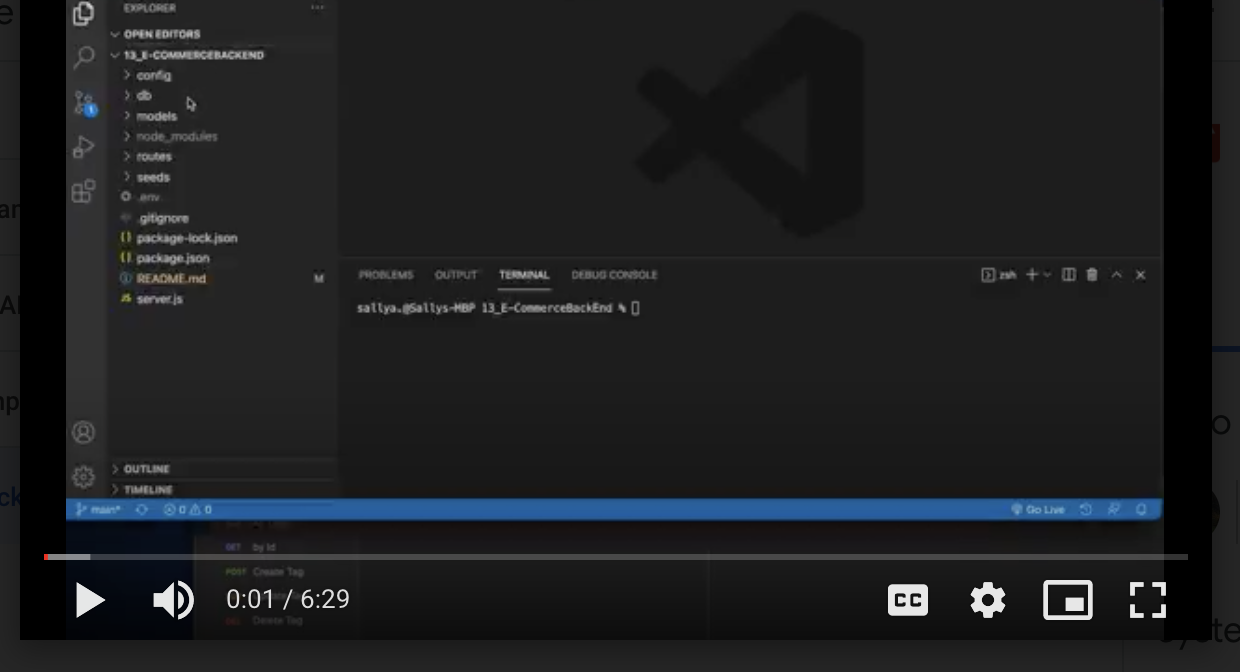 EXPLORER
OPEN EDITORS
13_E-COMMERCEBACKEND
config
db
models
node_modules
routes
seeds
.env
.gitignore
package-lock.json
package.json
README.md M
server.js
PROBLEMS OUTPUT TERMINAL DEBUG CONSOLE zsh
sallya.@Sallys-MBP 13_E-CommerceBackEnd %
OUTLINE
TIMELINE
main* 0 0 Go Live
GET by Id
POST Create Tag
Delete Tag
0:01 / 6:29 CC